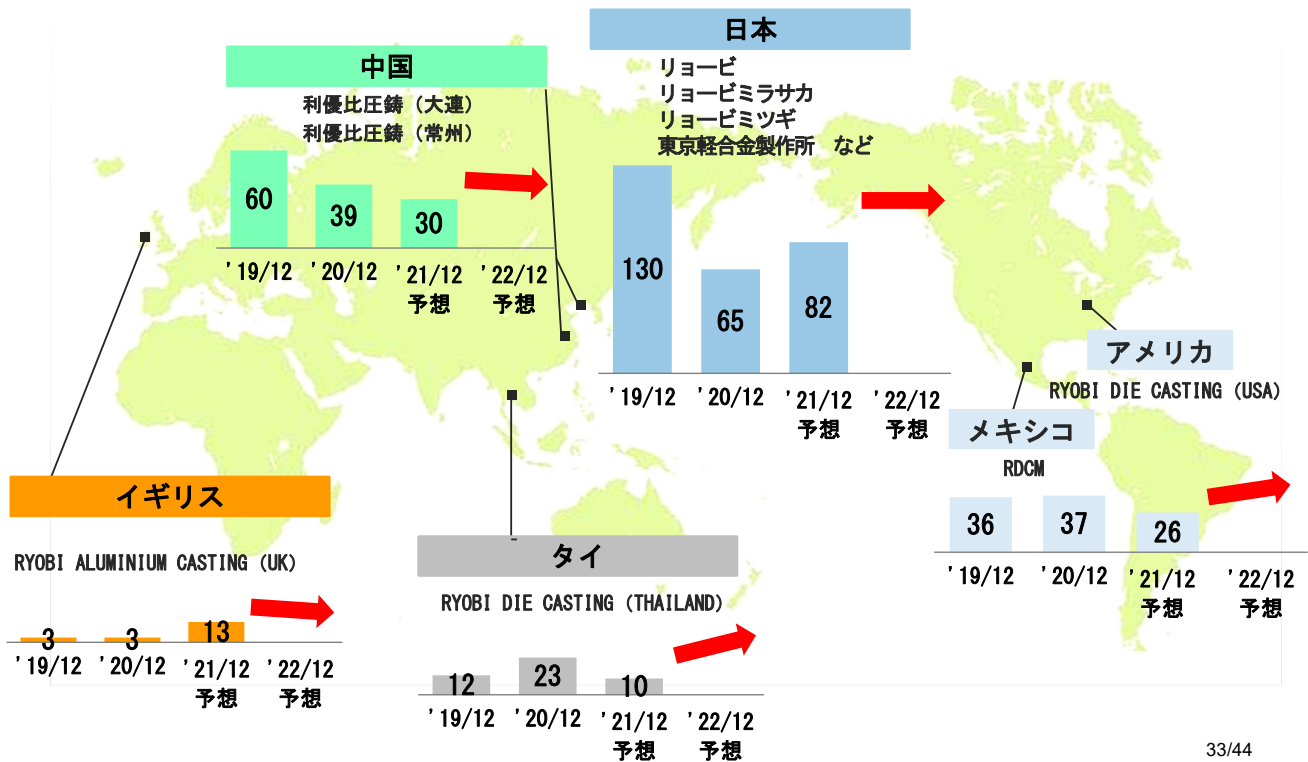 中国
利優比圧鋳（大連）
利優比圧鋳（常州）
60
39
30
'19/12
'20/12
'21/12
予想
'22/12
予想
日本
リョービ
リョービミラサカ
リョービミツギ
東京軽合金製作所　など
130
65
82
'19/12
'20/12
'21/12
予想
'22/12
予想
アメリカ
RYOBI DIE CASTING (USA)
メキシコ
RDCM
36
37
26
'19/12
'20/12
'21/12
予想
'22/12
予想
イギリス
RYOBI ALUMINIUM CASTING (UK)
3
3
13
'19/12
'20/12
'21/12
予想
'22/12
予想
タイ
RYOBI DIE CASTING (THAILAND)
12
23
10
'19/12
'20/12
'21/12
予想
'22/12
予想
33/44